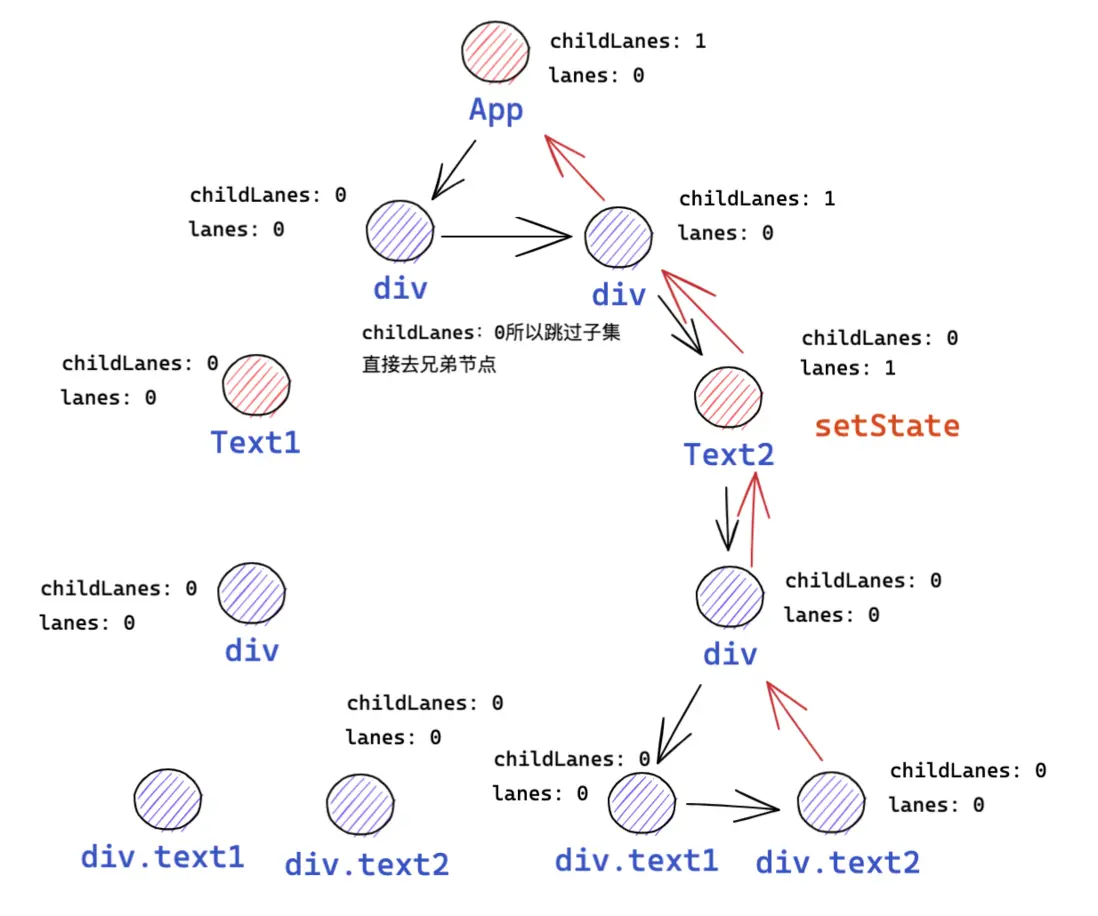 childLanes: 1
lanes: 0
App
childLanes: 0
lanes: 0
div
childLanes: 1
lanes: 0
div
childLanes: 0所以跳过子集
直接去兄弟节点
childLanes: 0
lanes: 0
Text1
childLanes: 0
lanes: 1
setState
Text2
childLanes: 0
lanes: 0
div
childLanes: 0
lanes: 0
div
childLanes: 0
lanes: 0
childLanes: 0
lanes: 0
childLanes: 0
lanes: 0
div.text1
div.text2
div.text1
div.text2